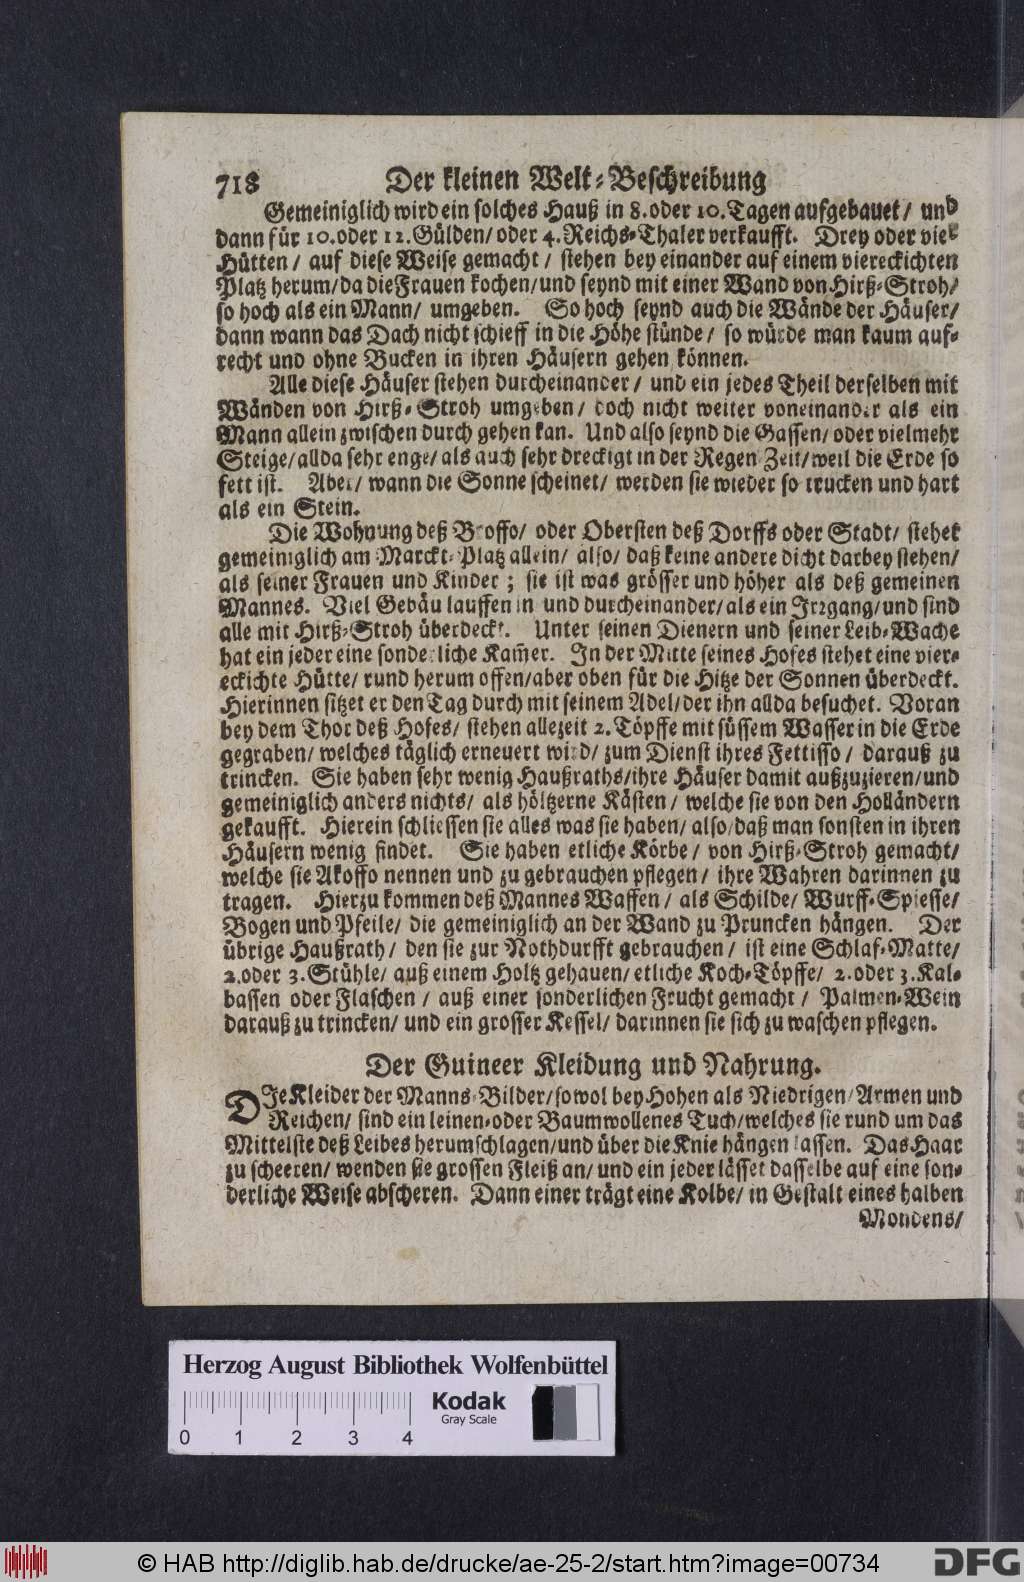 718 Der kleinen Welt-Beschreibung
Gemeiniglich wird ein solches Hauß in 8. oder 10. Tagen aufgebauet / und
dann für 10. oder 12. Gülden / oder 4. Reichs-Thaler verkaufft. Drey oder viel
Hütten / auf diese Weise gemacht / stehen bey einander auf einem viereckichten
Platz herum / da die Frauen kochen / und seynd mit einer Wand von Hirß-Stroh /
so hoch als ein Mann / umgeben. So hoch seynd auch die Wände der Häuser /
dann wann das Dach nicht schieff in die Höhe stünde / so würde man kaum auf-
recht und ohne Bucken in ihren Häusern gehen können.
Alle diese Häuser stehen durcheinander / und ein jedes Theil derselben mit
Wänden von Hirß-Stroh umgeben / doch nicht weiter voneinander als ein
Mann allein zwischen durch gehen kan. Und also seynd die Gassen / oder vielmehr
Steige / allda sehr enge / als auch sehr dreckigt in der Regen Zeit / weil die Erde so
fett ist. Aber / wann die Sonne scheinet / werden sie wieder so trucken und hart
als ein Stein.
Die Wohnung deß Broffo / oder Obersten deß Dorffs oder Stadt / stehet
gemeiniglich am Marckt-Platz allein / also / daß keine andere dicht darbey stehen /
als seiner Frauen und Kinder ; sie ist was grösser und höher als deß gemeinen
Mannes. Viel Gebäu lauffen in und durcheinander / als ein Irrgang / und sind
alle mit Hirß-Stroh überdeckt. Unter seinen Dienern und seiner Leib-Wache
hat ein jeder eine sonderliche Kam̃er. In der Mitte seines Hofes stehet eine vier-
eckichte Hütte / rund herum offen / aber oben für die Hitze der Sonnen überdeckt.
Hierinnen sitzet er den Tag durch mit seinem Adel / der ihn allda besuchet. Voran
bey dem Thor deß Hofes / stehen allezeit 2. Töpffe mit süssem Wasser in die Erde
gegraben / welches täglich erneuert wird / zum Dienst ihres Fettisso / darauß zu
trincken. Sie haben sehr wenig Haußraths / ihre Häuser damit außzuzieren / und
gemeiniglich anders nichts / als höltzerne Kästen / welche sie von den Holländern
gekaufft. Hierein schliessen sie alles was sie haben / also / daß man sonsten in ihren
Häusern wenig findet. Sie haben etliche Körbe / von Hirß-Stroh gemacht /
welche sie Akoffo nennen und zu gebrauchen pflegen / ihre Wahren darinnen zu
tragen. Hierzu kommen deß Mannes Waffen / als Schilde / Wurff-Spiesse /
Bogen und Pfeile / die gemeiniglich an der Wand zu Pruncken hängen. Der
übrige Haußrath / den sie zur Nothdurfft gebrauchen / ist eine Schlaf-Matte /
2. oder 3. Stühle / auß einem Holtz gehauen / etliche Koch-Töpffe / 2. oder 3. Kal-
bassen oder Flaschen / auß einer sonderlichen Frucht gemacht / Palmen-Wein
darauß zu trincken / und ein grosser Kessel / darinnen sie sich zu waschen pflegen.
Der Guineer Kleidung und Nahrung.
DIe Kleider der Manns-Bilder / sowol bey Hohen als Niedrigen / Armen und
Reichen / sind ein leinen- oder Baumwollenes Tuch / welches sie rund um das
Mittelste deß Leibes herumschlagen / und über die Knie hängen lassen. Das Haar
zu scheeren / wenden sie grossen Fleiß an / und ein jeder lässet dasselbe auf eine son-
derliche Weise abscheren. Dann einer trägt eine Kolbe / in Gestalt eines halben
Mondens /
Herzog August Bibliothek Wolfenbüttel
Kodak
Gray Scale
0 1 2 3 4
© HAB http://diglib.hab.de/drucke/ae-25-2/start.htm?image=00734
DFG